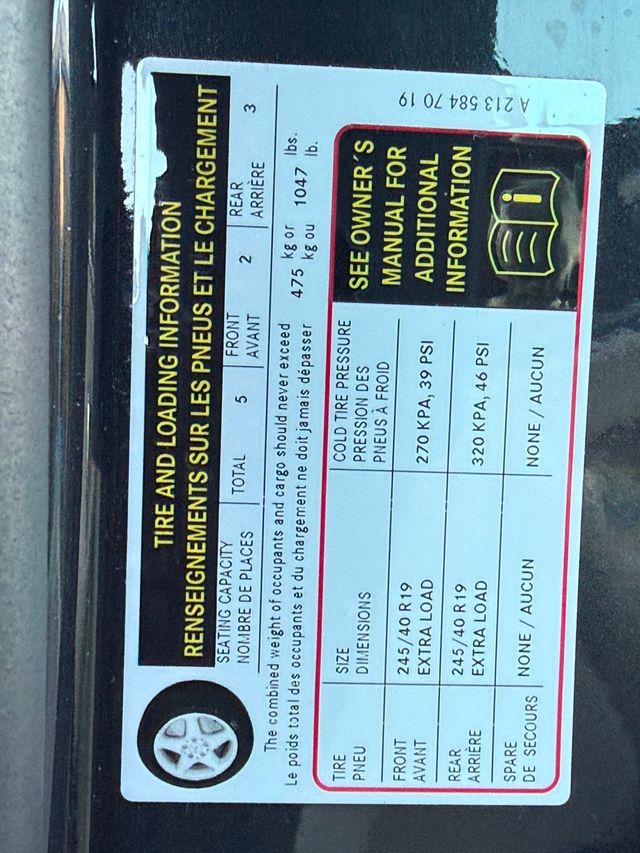 TIRE AND LOADING INFORMATION
RENSEIGNEMENTS SUR LES PNEUS ET LE CHARGEMENT
SEATING CAPACITY
NOMBRE DE PLACES
TOTAL 5
FRONT
AVANT
2
REAR
ARRIÈRE
3
The combined weight of occupants and cargo should never exceed 475 kg or 1047 lbs.
Le poids total des occupants et du chargement ne doit jamais dépasser kg ou lb.
TIRE
PNEU
SIZE
DIMENSIONS
COLD TIRE PRESSURE
PRESSION DES
PNEUS À FROID
FRONT
AVANT
245/40 R19
EXTRA LOAD
270 KPA, 39 PSI
REAR
ARRIÈRE
245/40 R19
EXTRA LOAD
320 KPA, 46 PSI
SPARE
DE SECOURS
NONE / AUCUN
NONE / AUCUN
SEE OWNER´S
MANUAL FOR
ADDITIONAL
INFORMATION
A 213 584 70 19